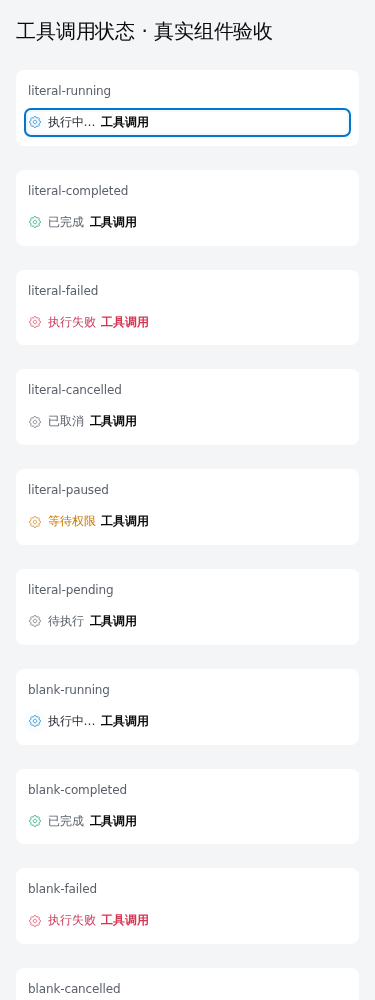 工具调用状态 · 真实组件验收
literal-running
执行中… 工具调用
literal-completed
已完成 工具调用
literal-failed
执行失败 工具调用
literal-cancelled
已取消 工具调用
literal-paused
等待权限 工具调用
literal-pending
待执行 工具调用
blank-running
执行中… 工具调用
blank-completed
已完成 工具调用
blank-failed
执行失败 工具调用
blank-cancelled